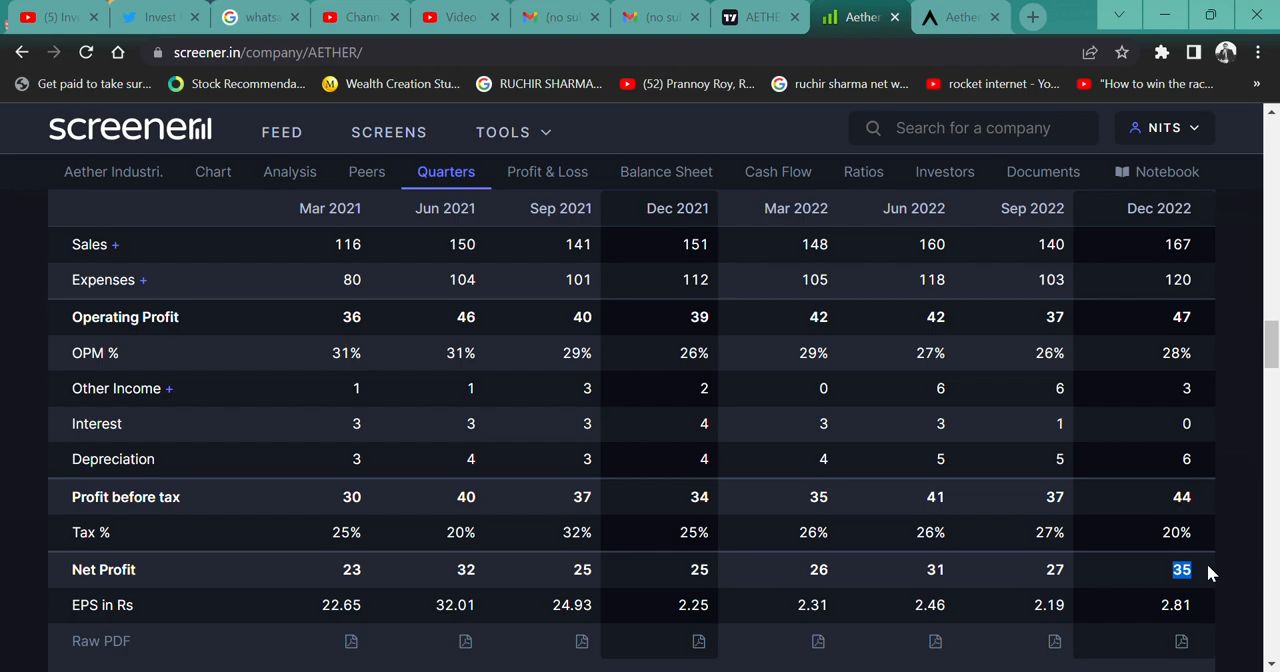 (5) Inv
Invest
whatsa
Chann
Video
(no su
(no su
AETHE
Aether
Aether
screener.in/company/AETHER/
Get paid to take sur... Stock Recommenda... Wealth Creation Stu... RUCHIR SHARMA... (52) Prannoy Roy, R... ruchir sharma net w... rocket internet - Yo... "How to win the rac... »
screener FEED SCREENS TOOLS Search for a company NITS
Aether Industri. Chart Analysis Peers Quarters Profit & Loss Balance Sheet Cash Flow Ratios Investors Documents Notebook
Mar 2021 Jun 2021 Sep 2021 Dec 2021 Mar 2022 Jun 2022 Sep 2022 Dec 2022
Sales + 116 150 141 151 148 160 140 167
Expenses + 80 104 101 112 105 118 103 120
Operating Profit 36 46 40 39 42 42 37 47
OPM % 31% 31% 29% 26% 29% 27% 26% 28%
Other Income + 1 1 3 2 0 6 6 3
Interest 3 3 3 4 3 3 1 0
Depreciation 3 4 3 4 4 5 5 6
Profit before tax 30 40 37 34 35 41 37 44
Tax % 25% 20% 32% 25% 26% 26% 27% 20%
Net Profit 23 32 25 25 26 31 27 35
EPS in Rs 22.65 32.01 24.93 2.25 2.31 2.46 2.19 2.81
Raw PDF